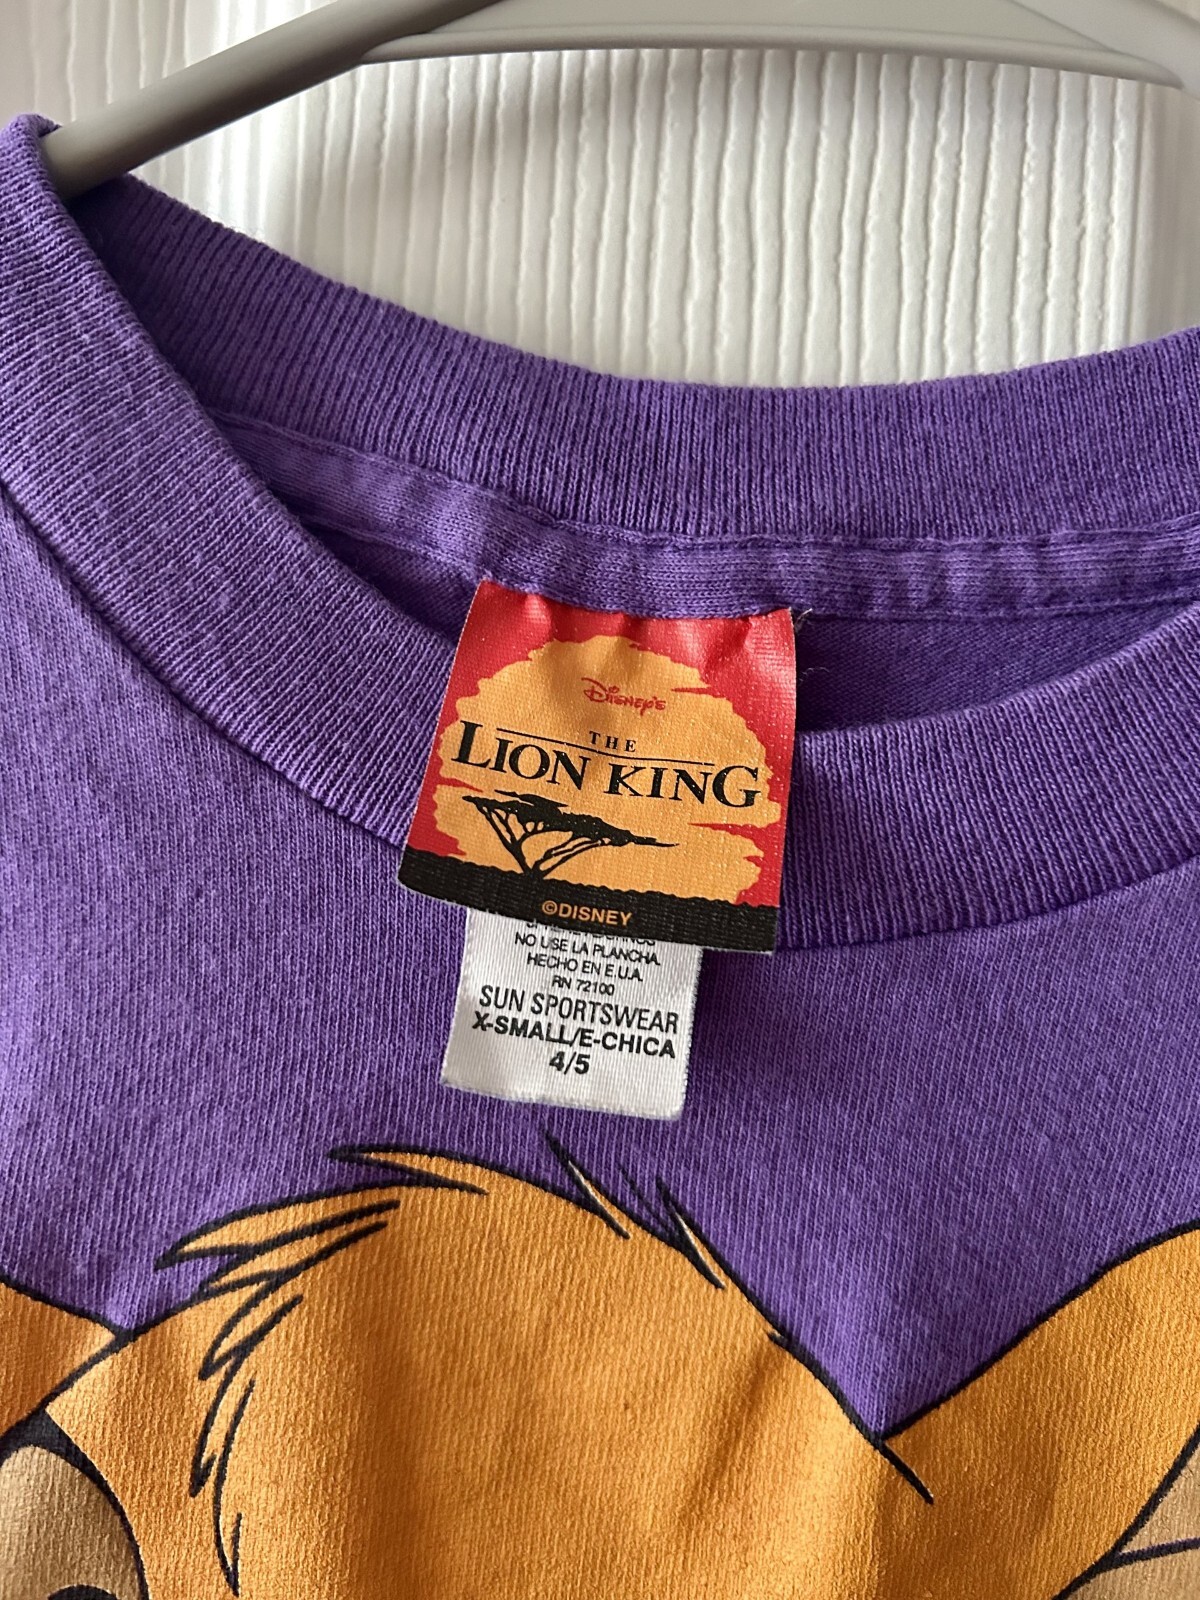 Disney's
THE
LION KING
©DISNEY
NO USE LA PLANCHA.
HECHO EN E.U.A.
RN 72100
SUN SPORTSWEAR
X-SMALL/E-CHICA
4/5